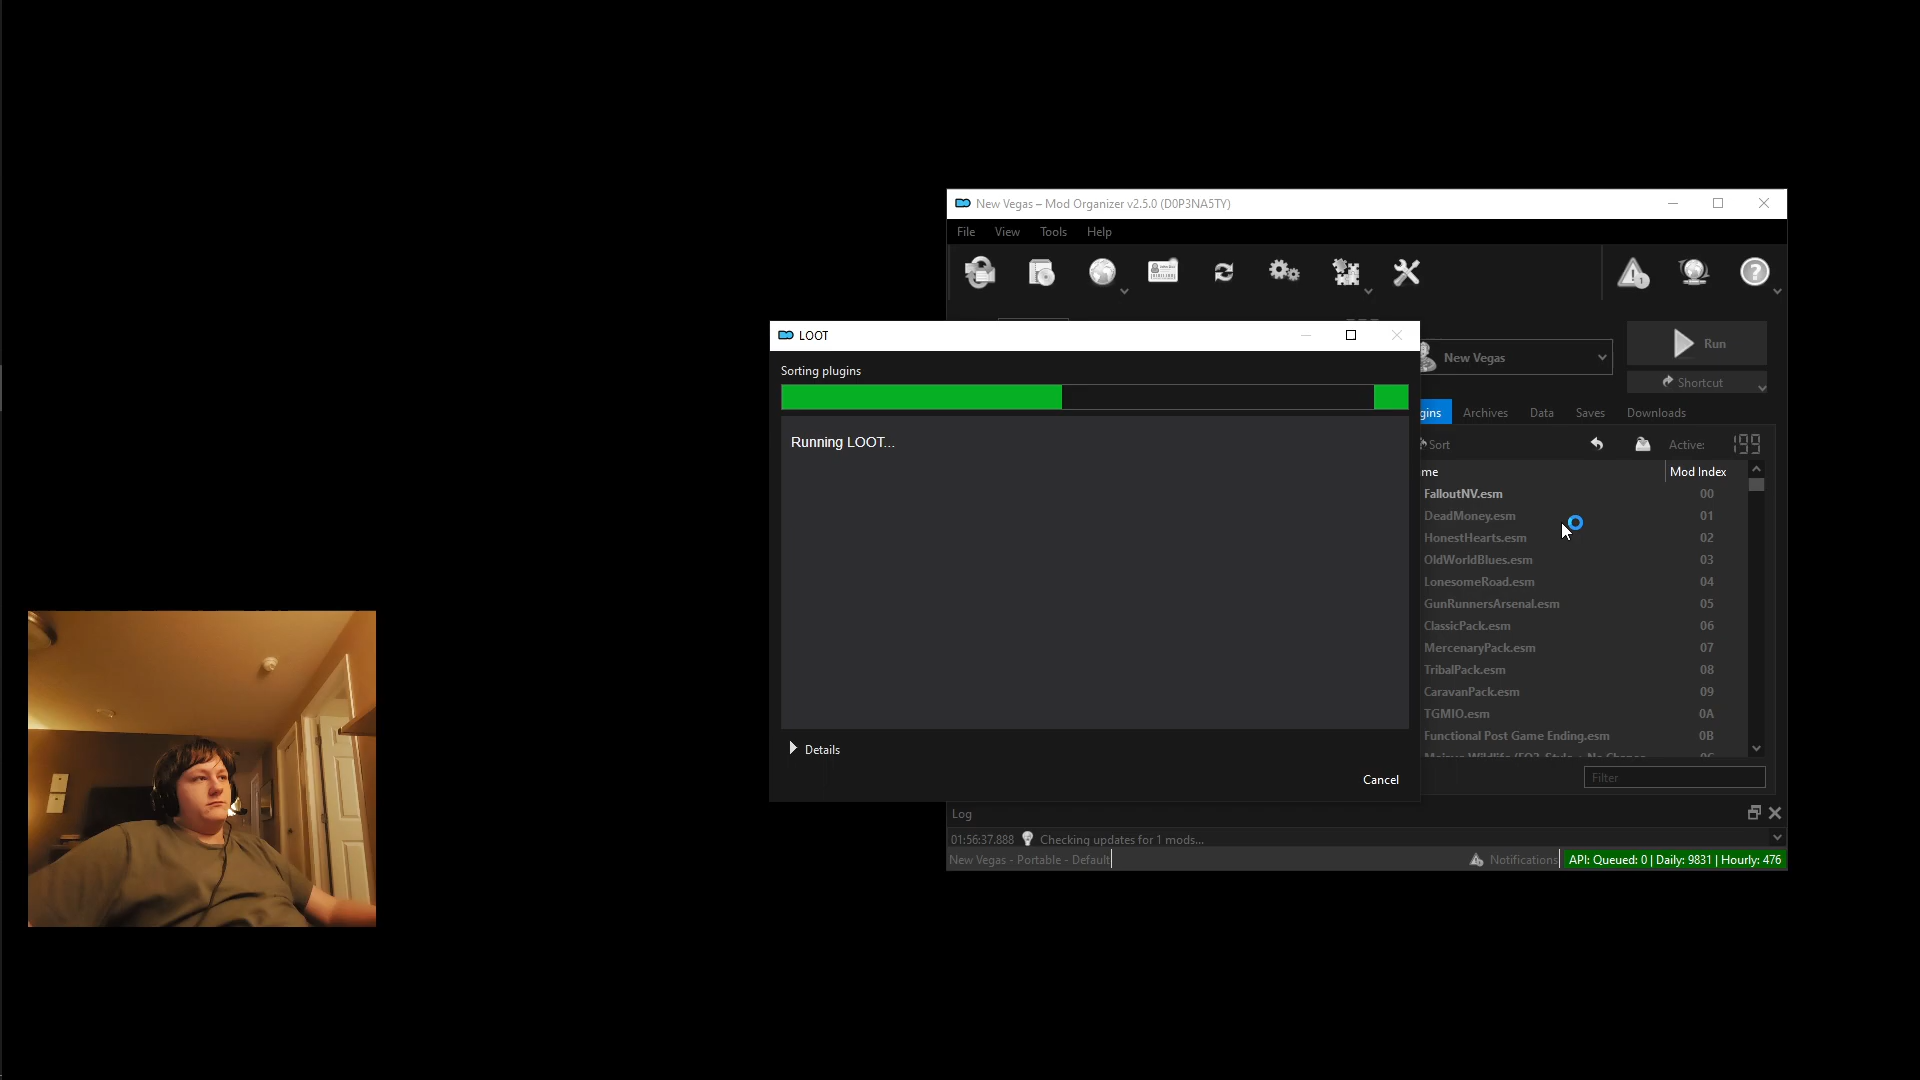 New Vegas – Mod Organizer v2.5.0 (D0P3NA5TY)
File View Tools Help
LOOT
Sorting plugins
Running LOOT...
Details
Cancel
New Vegas
Run
Shortcut
gins Archives Data Saves Downloads
Sort Active: 199
me Mod Index
FalloutNV.esm 00
DeadMoney.esm 01
HonestHearts.esm 02
OldWorldBlues.esm 03
LonesomeRoad.esm 04
GunRunnersArsenal.esm 05
ClassicPack.esm 06
MercenaryPack.esm 07
TribalPack.esm 08
CaravanPack.esm 09
TGMIO.esm 0A
Functional Post Game Ending.esm 0B
Filter
Log
01:56:37.888 Checking updates for 1 mods...
New Vegas - Portable - Default Notifications API: Queued: 0 | Daily: 9831 | Hourly: 476